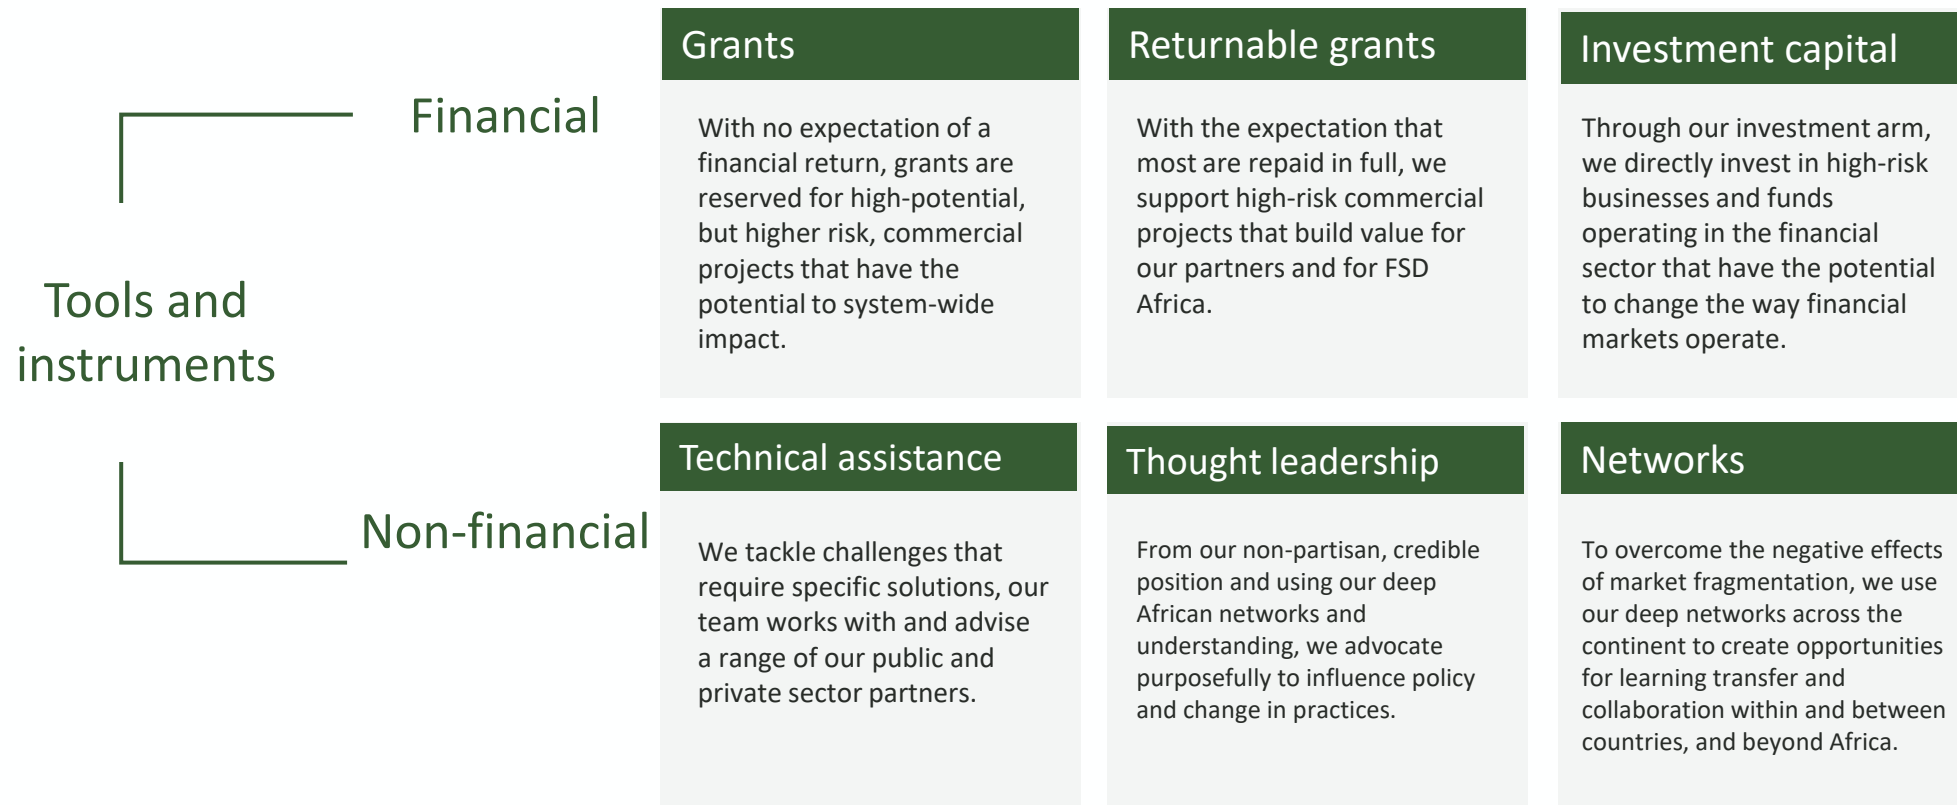 Tools and
instruments
Financial
Grants
With no expectation of a
financial return, grants are
reserved for high-potential,
but higher risk, commercial
projects that have the
potential to system-wide
impact.
Returnable grants
With the expectation that
most are repaid in full, we
support high-risk commercial
projects that build value for
our partners and for FSD
Africa.
Investment capital
Through our investment arm,
we directly invest in high-risk
businesses and funds
operating in the financial
sector that have the potential
to change the way financial
markets operate.
Non-financial
Technical assistance
We tackle challenges that
require specific solutions, our
team works with and advise
a range of our public and
private sector partners.
Thought leadership
From our non-partisan, credible
position and using our deep
African networks and
understanding, we advocate
purposefully to influence policy
and change in practices.
Networks
To overcome the negative effects
of market fragmentation, we use
our deep networks across the
continent to create opportunities
for learning transfer and
collaboration within and between
countries, and beyond Africa.